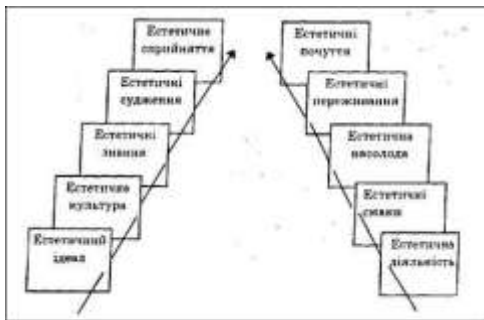 Естетичне
сприйняття
Естетичні
судження
Естетичні
знання
Естетична
культура
Естетичний
ідеал
Естетичні
почуття
Естетичні
переживання
Естетична
насолода
Естетичні
смаки
Естетична
діяльність